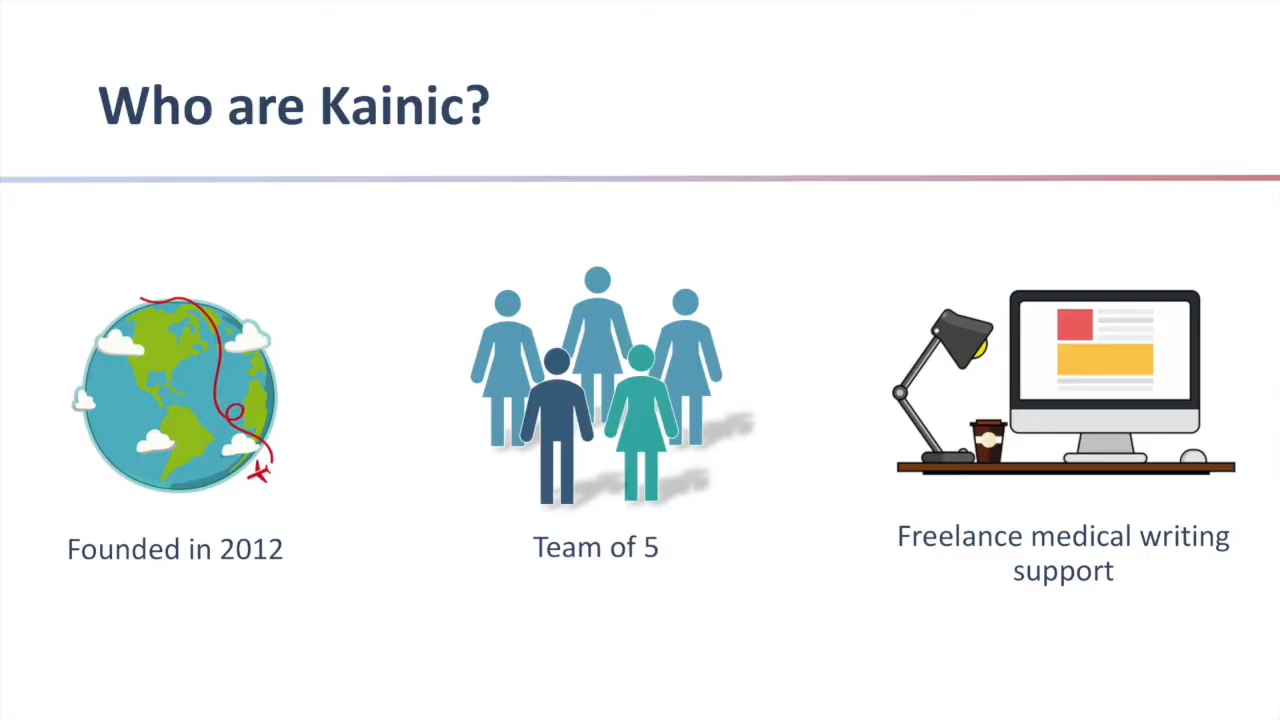 Who are Kainic?
Founded in 2012
Team of 5
Freelance medical writing
support